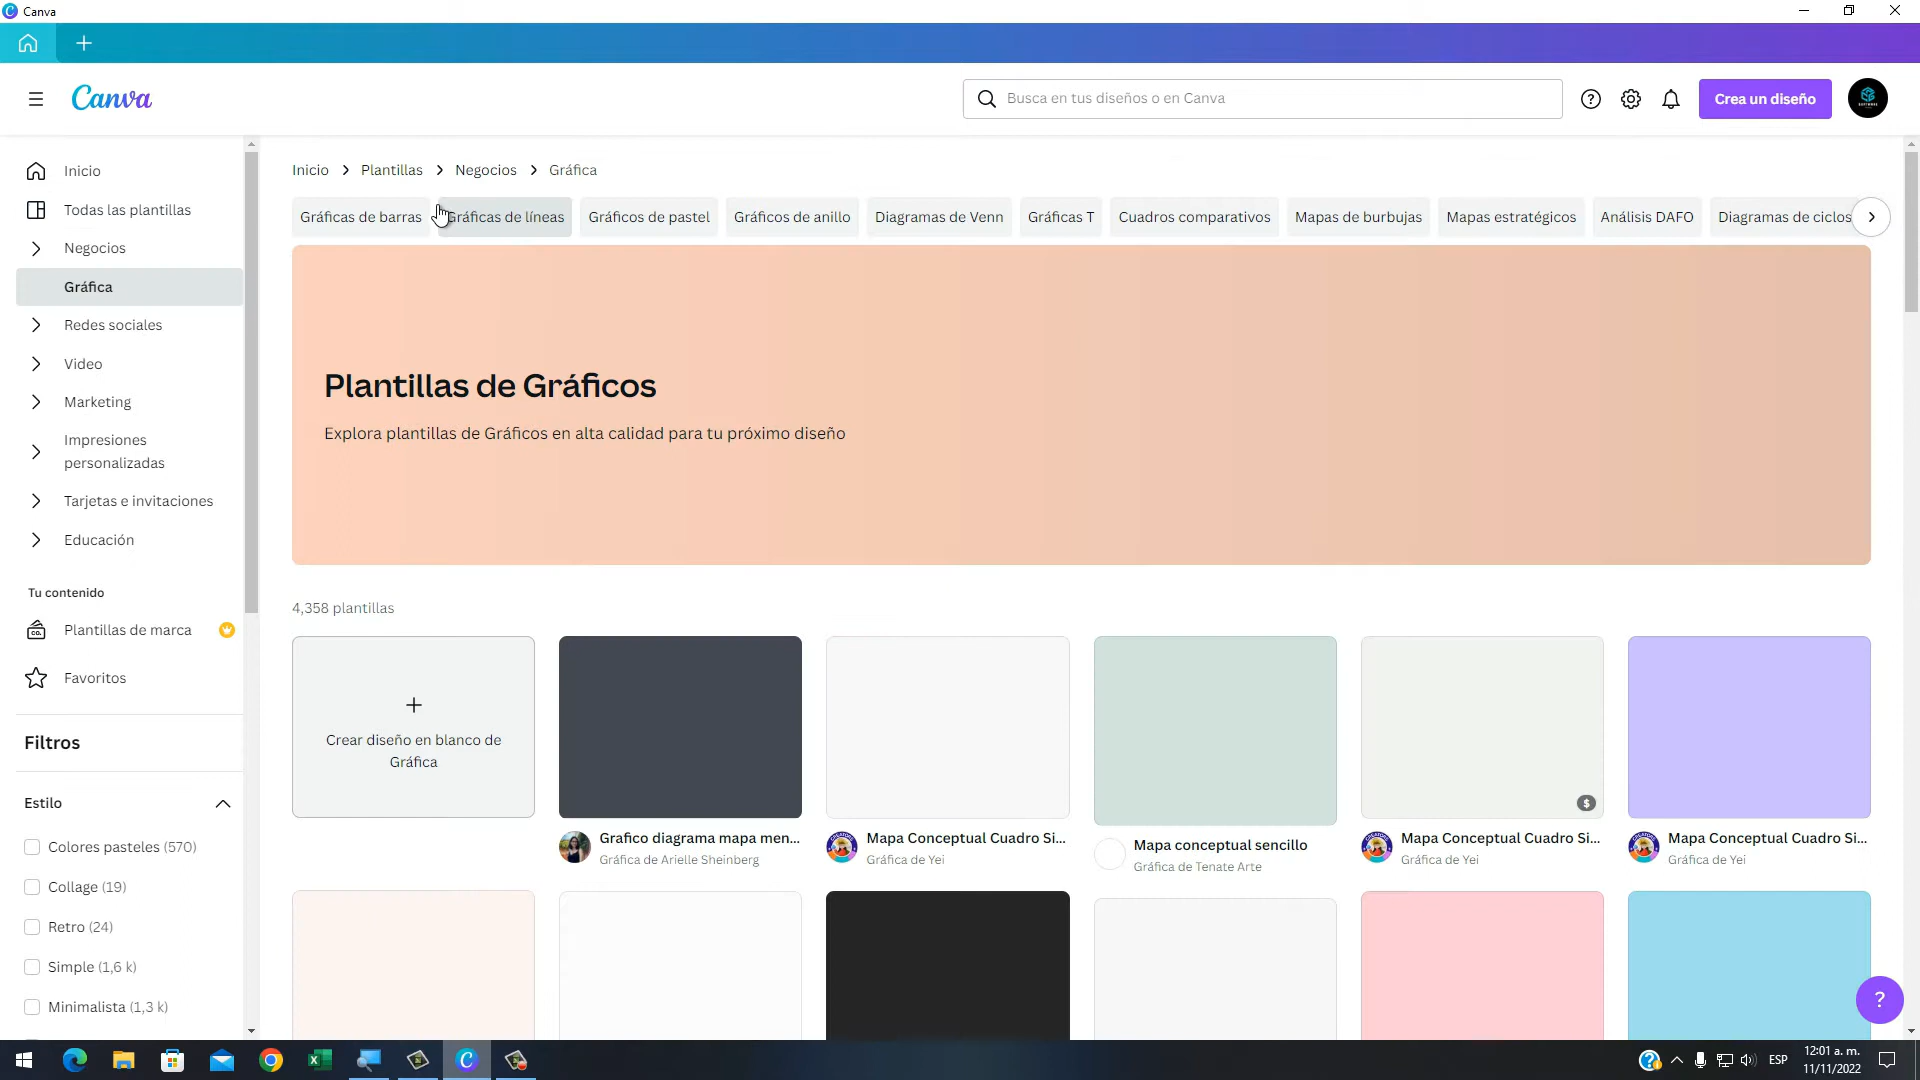 Canva
Canva
Busca en tus diseños o en Canva
Crea un diseño
Inicio
Todas las plantillas
Negocios
Gráfica
Redes sociales
Video
Marketing
Impresiones
personalizadas
Tarjetas e invitaciones
Educación
Tu contenido
Plantillas de marca
Favoritos
Filtros
Estilo
Colores pasteles (570)
Collage (19)
Retro (24)
Simple (1,6 k)
Minimalista (1,3 k)
Inicio > Plantillas > Negocios > Gráfica
Gráficas de barras Gráficas de líneas Gráficos de pastel Gráficos de anillo Diagramas de Venn Gráficas T Cuadros comparativos Mapas de burbujas Mapas estratégicos Análisis DAFO Diagramas de ciclos
Plantillas de Gráficos
Explora plantillas de Gráficos en alta calidad para tu próximo diseño
4,358 plantillas
Crear diseño en blanco de
Gráfica
Grafico diagrama mapa men...
Gráfica de Arielle Sheinberg
Mapa Conceptual Cuadro Si...
Gráfica de Yei
Mapa conceptual sencillo
Gráfica de Tenate Arte
$
Mapa Conceptual Cuadro Si...
Gráfica de Yei
Mapa Conceptual Cuadro Si...
Gráfica de Yei
?
ESP
12:01 a. m.
11/11/2022